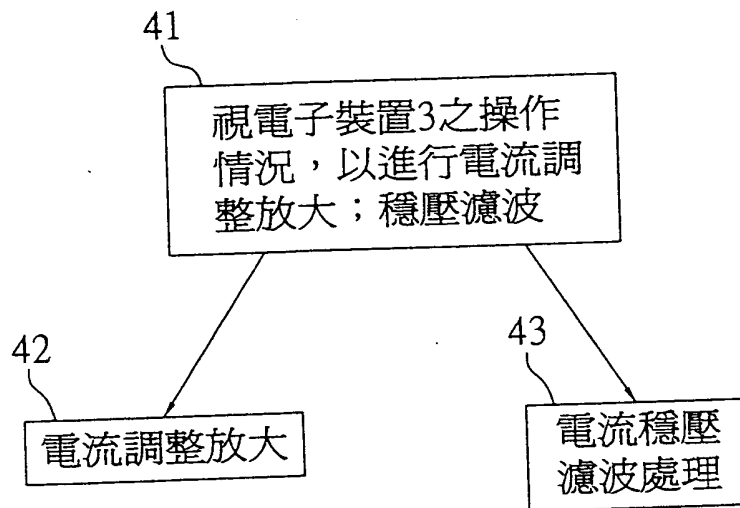 41
視電子裝置3之操作
情況，以進行電流調
整放大；穩壓濾波
42
電流調整放大
43
電流穩壓
濾波處理